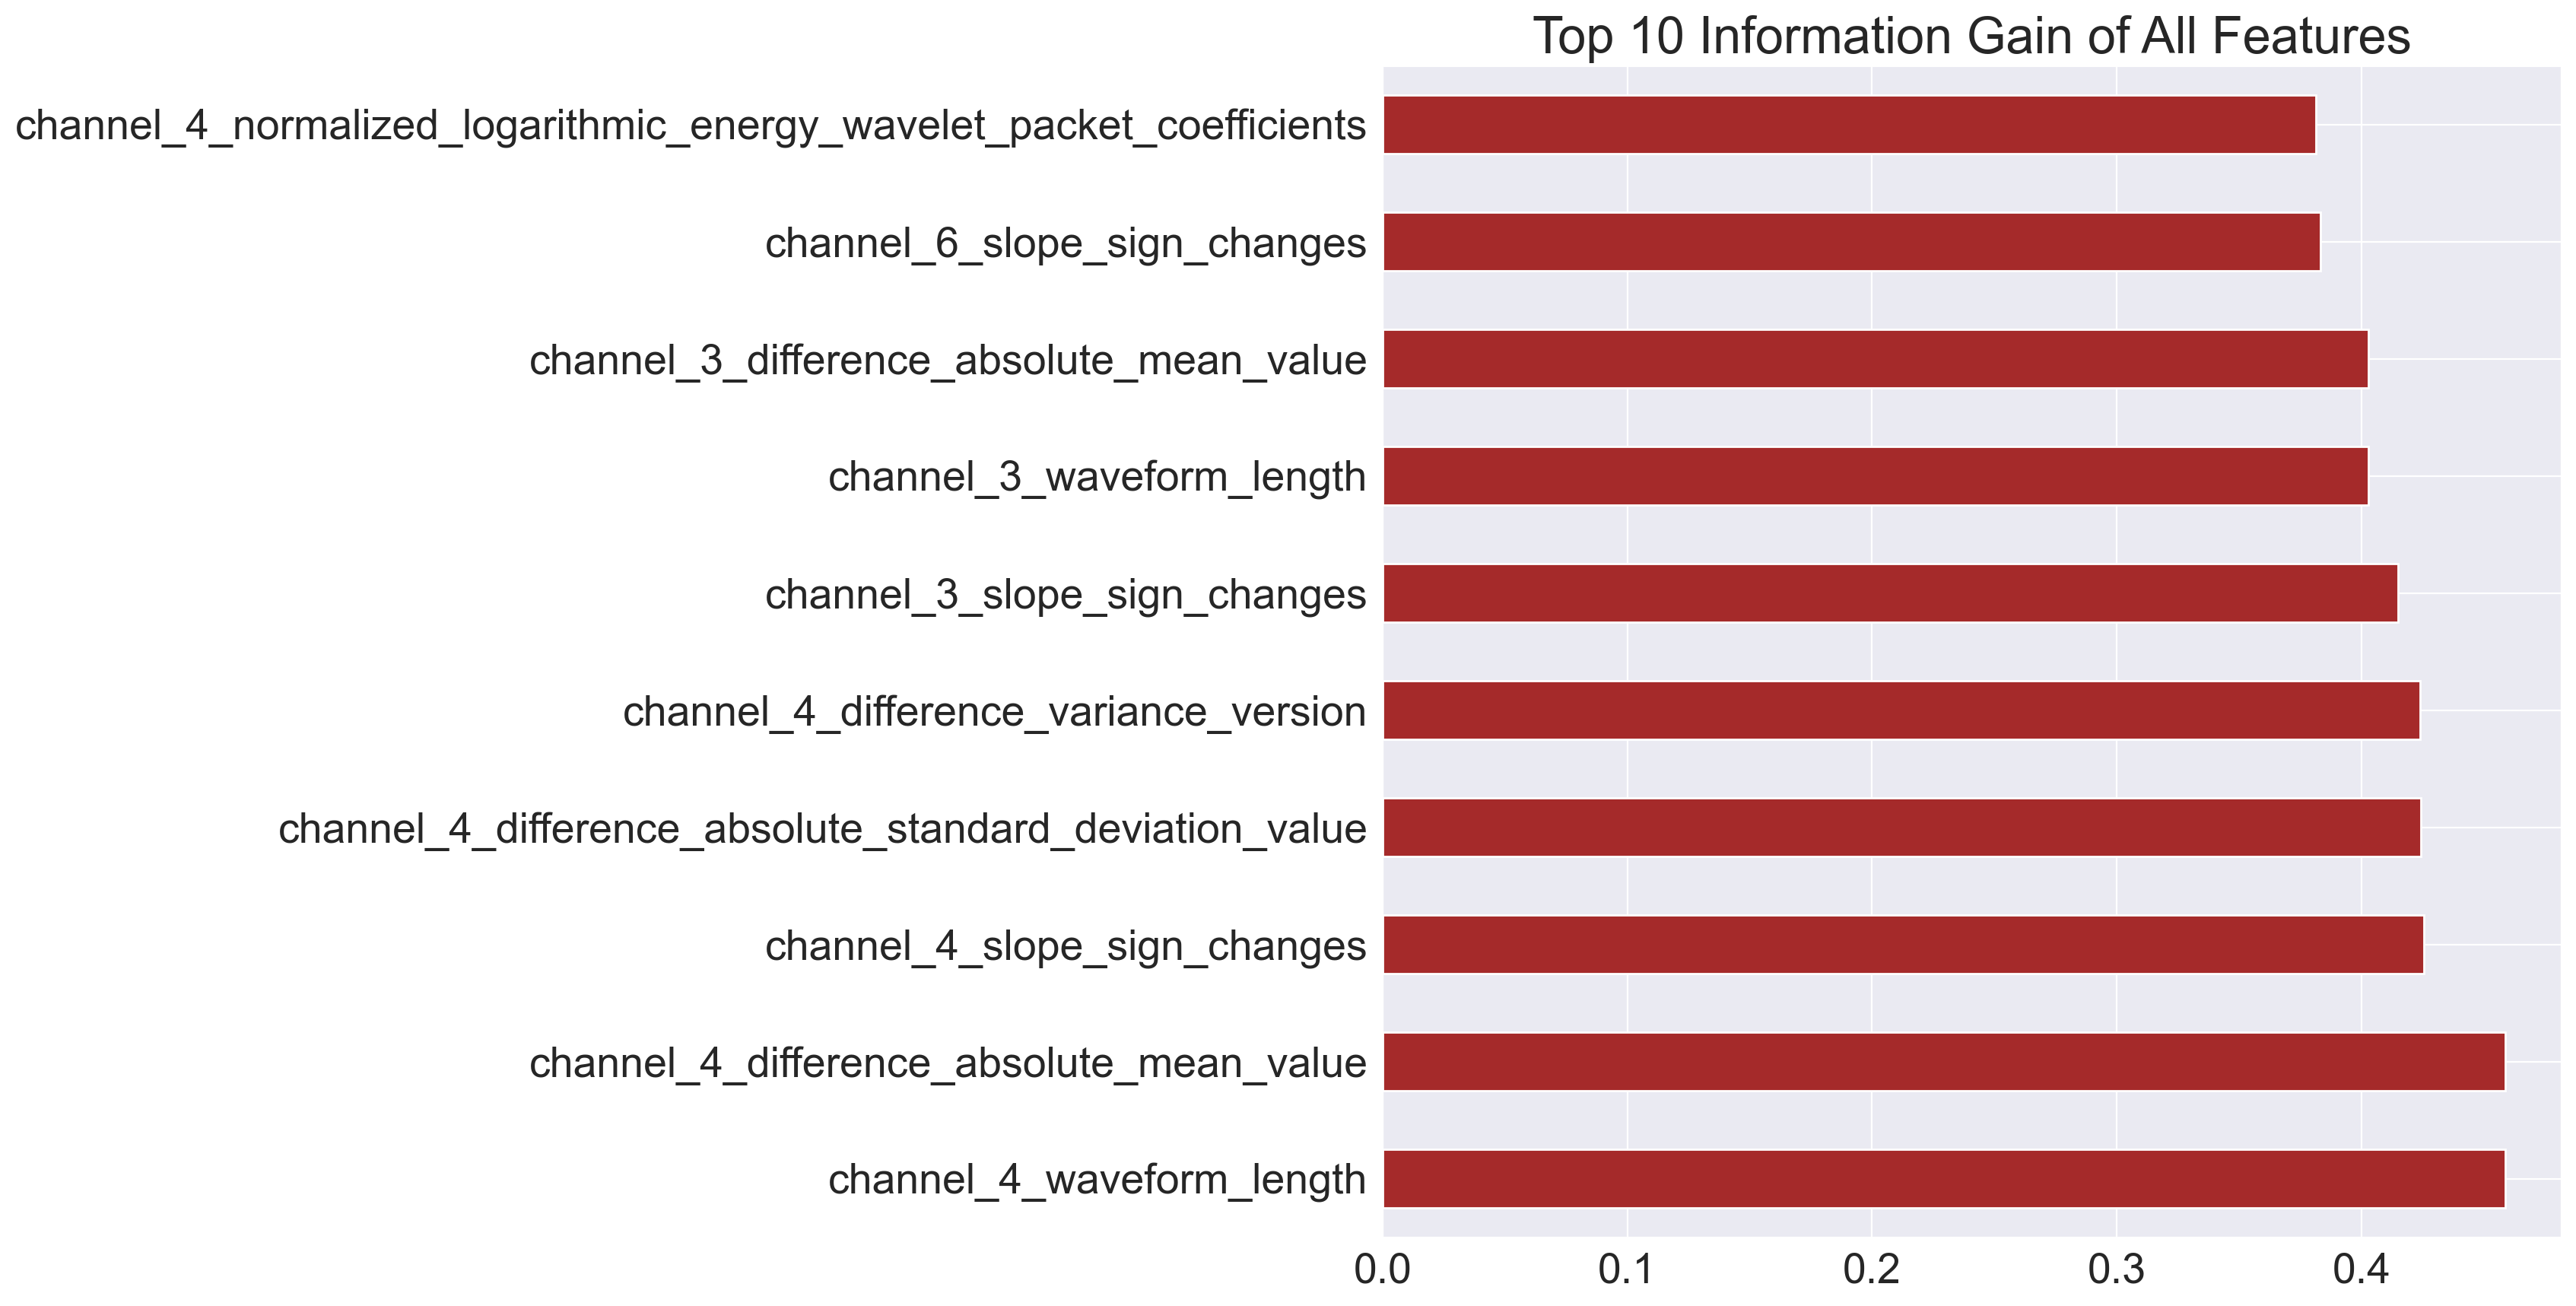 Top 10 Information Gain of All Features
channel_4_normalized_logarithmic_energy_wavelet_packet_coefficients
channel_6_slope_sign_changes
channel_3_difference_absolute_mean_value
channel_3_waveform_length
channel_3_slope_sign_changes
channel_4_difference_variance_version
channel_4_difference_absolute_standard_deviation_value
channel_4_slope_sign_changes
channel_4_difference_absolute_mean_value
channel_4_waveform_length
0.0 0.1 0.2 0.3 0.4